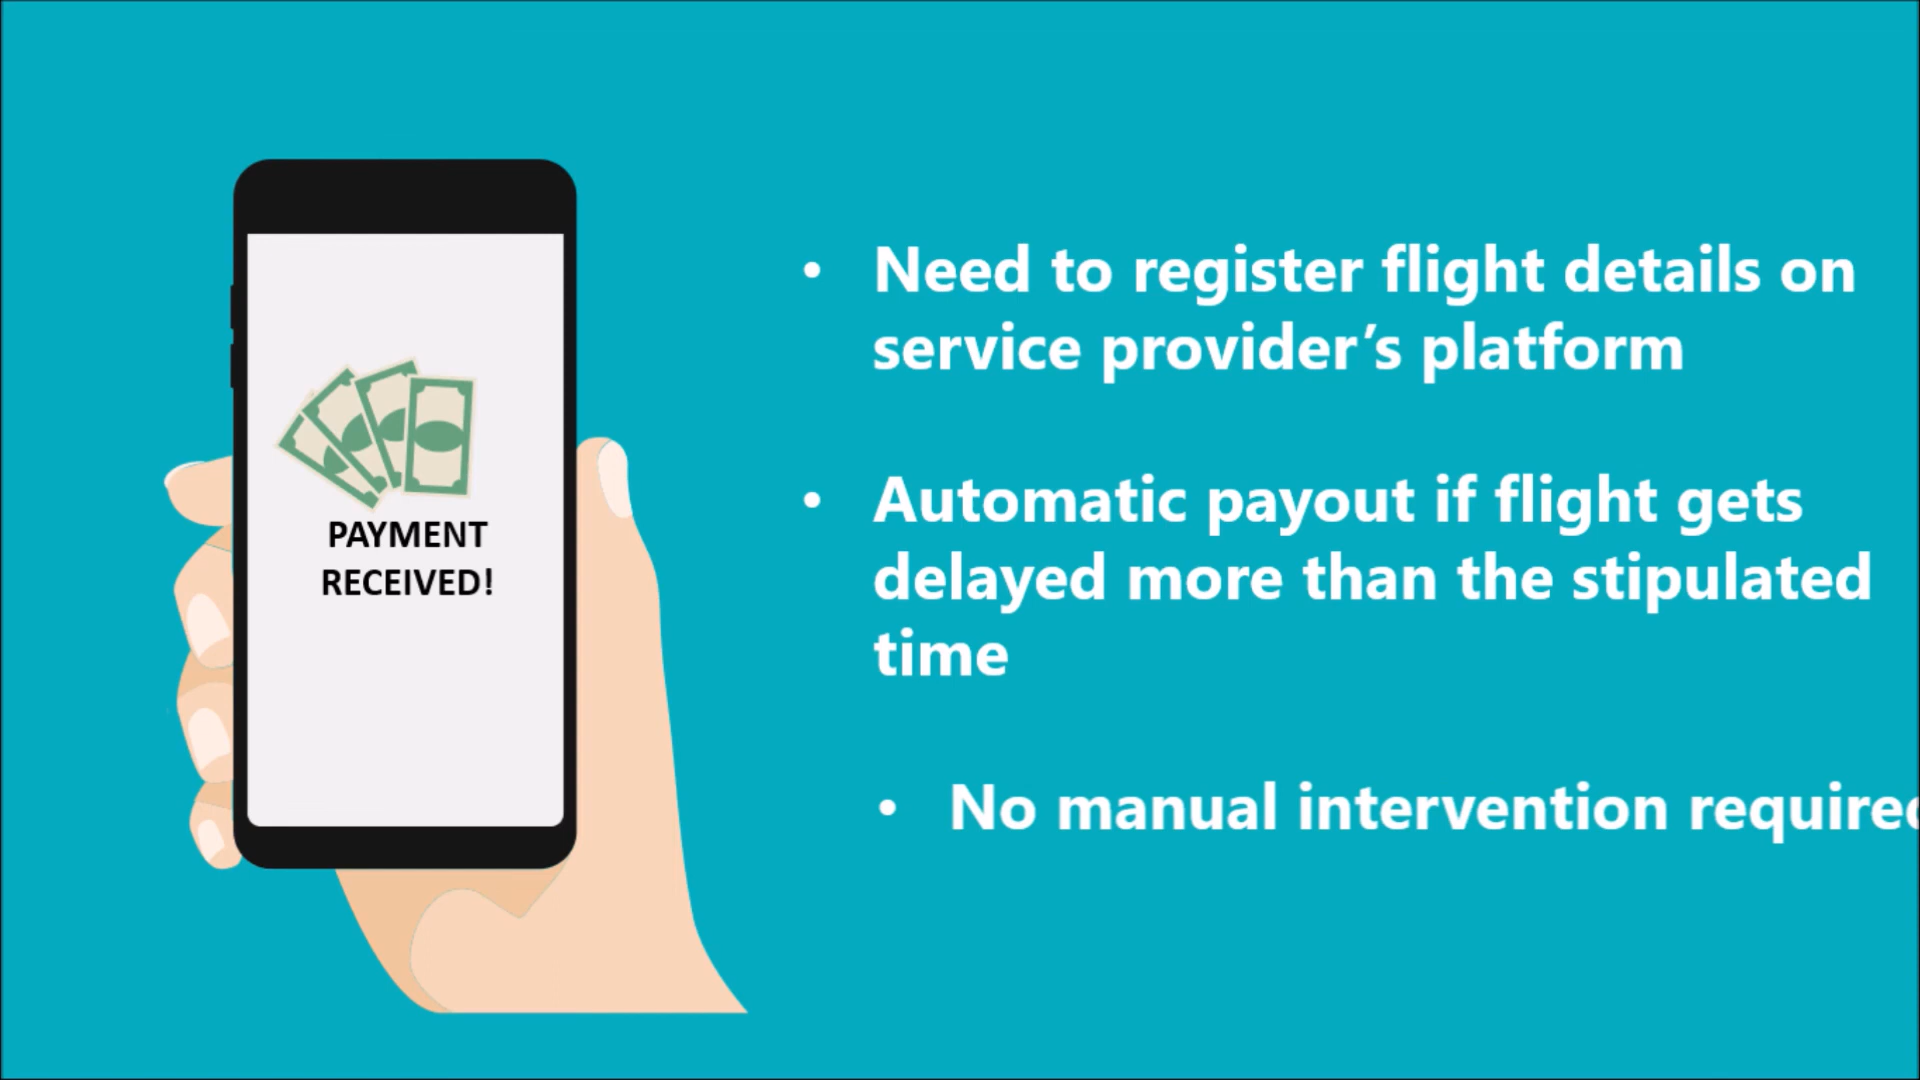 PAYMENT
RECEIVED!
• Need to register flight details on
service provider’s platform
• Automatic payout if flight gets
delayed more than the stipulated
time
• No manual intervention required